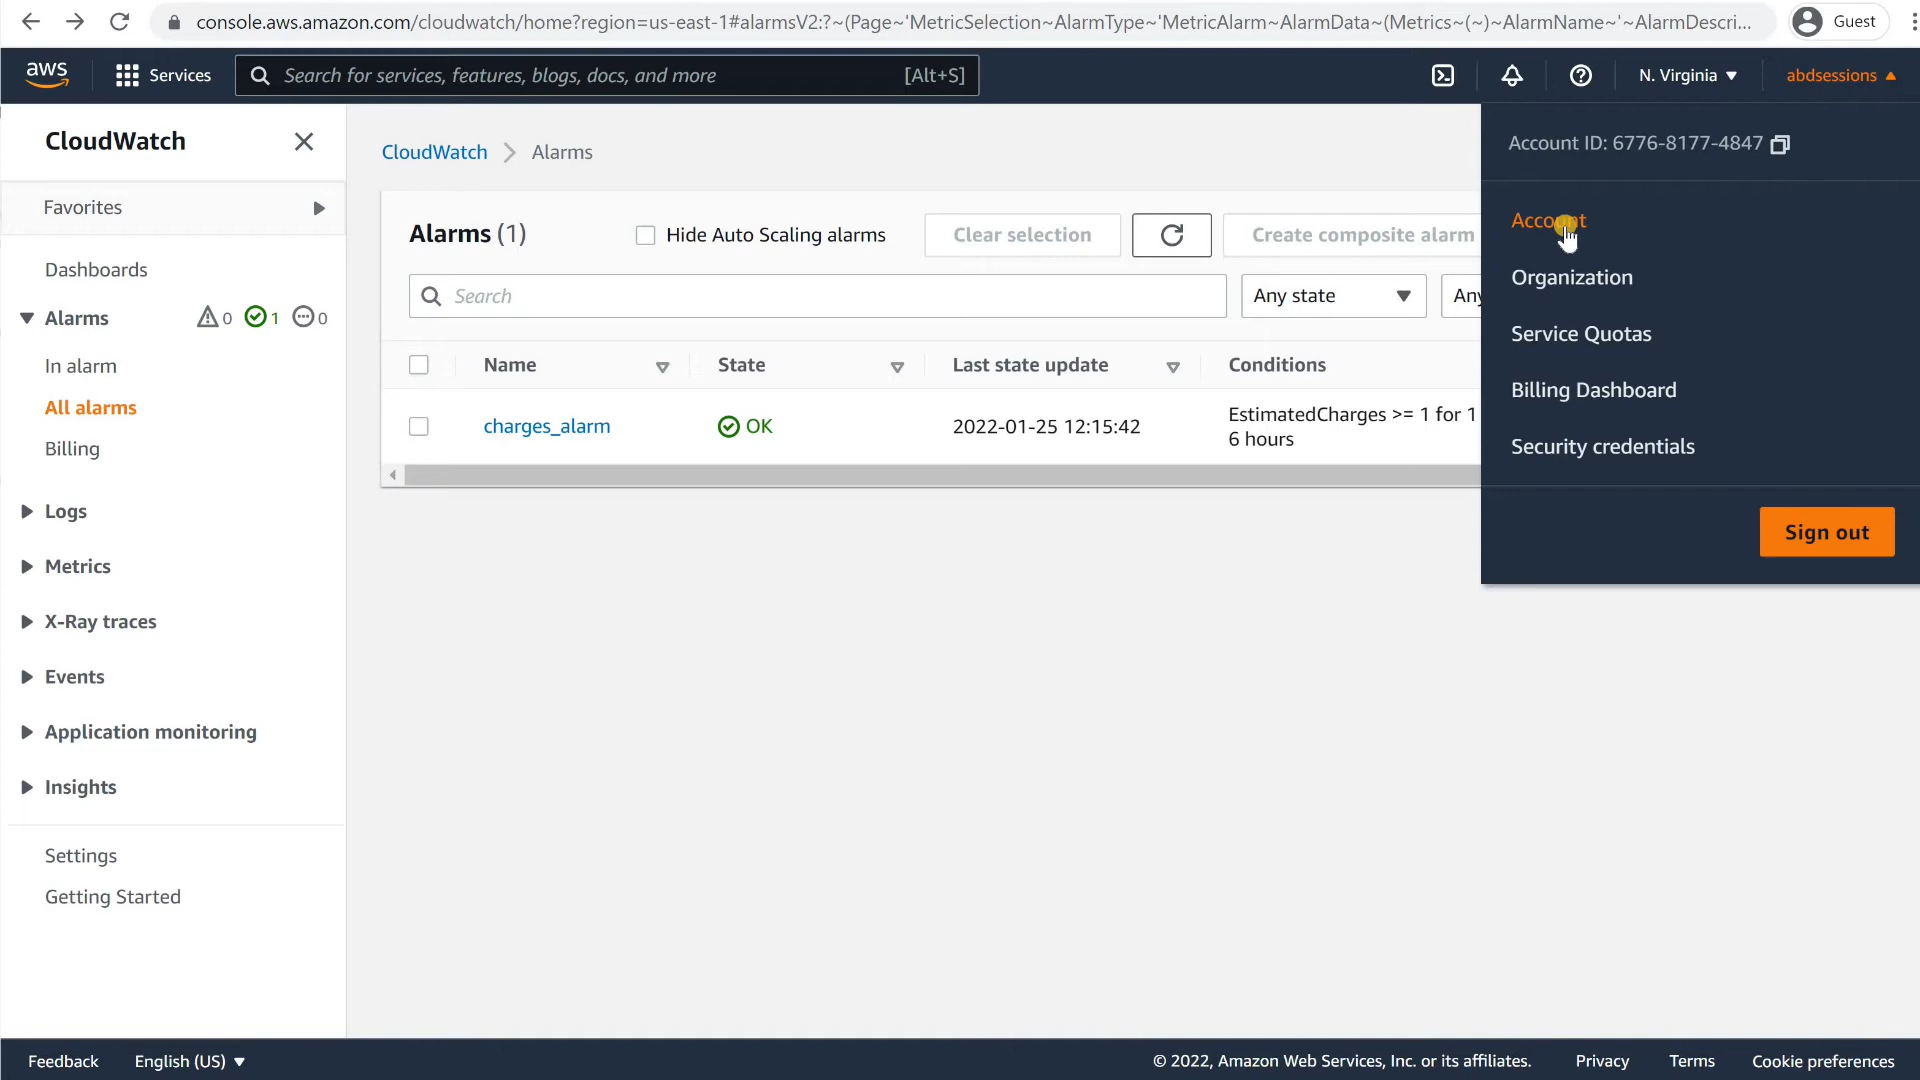 console.aws.amazon.com/cloudwatch/home?region=us-east-1#alarmsV2:?~(Page~'MetricSelection~AlarmType~'MetricAlarm~AlarmData~(Metrics~(~)~AlarmName~'~AlarmDescri...
Guest
aws
Services
Search for services, features, blogs, docs, and more
[Alt+S]
N. Virginia
abdsessions
Account ID: 6776-8177-4847
Account
Organization
Service Quotas
Billing Dashboard
Security credentials
Sign out
CloudWatch
Favorites
Dashboards
Alarms 0 1 0
In alarm
All alarms
Billing
Logs
Metrics
X-Ray traces
Events
Application monitoring
Insights
Settings
Getting Started
CloudWatch Alarms
Alarms (1)
Hide Auto Scaling alarms
Clear selection
Create composite alarm
Search
Any state
Any
Name
State
Last state update
Conditions
charges_alarm
OK
2022-01-25 12:15:42
EstimatedCharges >= 1 for 1
6 hours
Feedback
English (US)
© 2022, Amazon Web Services, Inc. or its affiliates.
Privacy
Terms
Cookie preferences